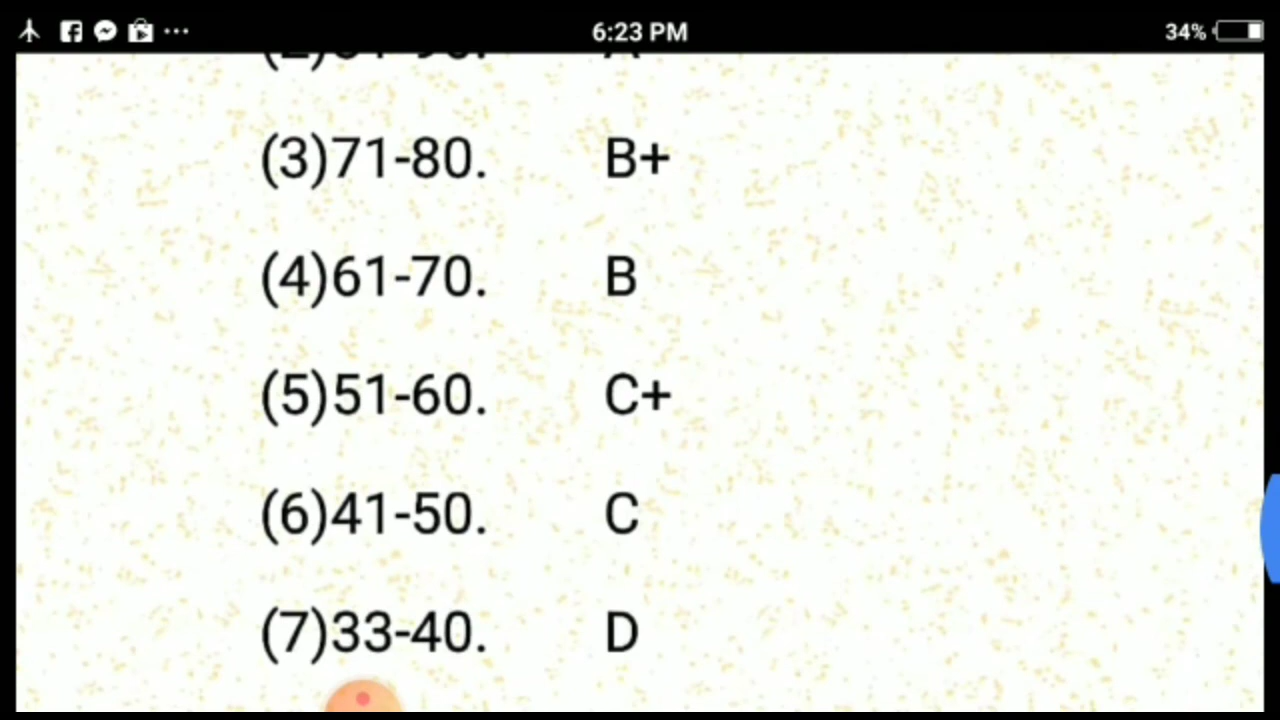 6:23 PM 34%
(3)71-80. B+
(4)61-70. B
(5)51-60. C+
(6)41-50. C
(7)33-40. D